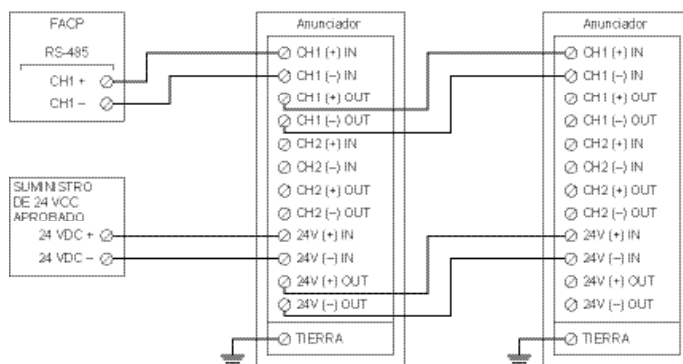 FACP
RS-485
CH1 +
CH1 –
SUMINISTRO
DE 24 VCC
APROBADO
24 VDC +
24 VDC –
Anunciador
CH1 (+) IN
CH1 (–) IN
CH1 (+) OUT
CH1 (–) OUT
CH2 (+) IN
CH2 (–) IN
CH2 (+) OUT
CH2 (–) OUT
24V (+) IN
24V (–) IN
24V (+) OUT
24V (–) OUT
TIERRA
Anunciador
CH1 (+) IN
CH1 (–) IN
CH1 (+) OUT
CH1 (–) OUT
CH2 (+) IN
CH2 (–) IN
CH2 (+) OUT
CH2 (–) OUT
24V (+) IN
24V (–) IN
24V (+) OUT
24V (–) OUT
TIERRA